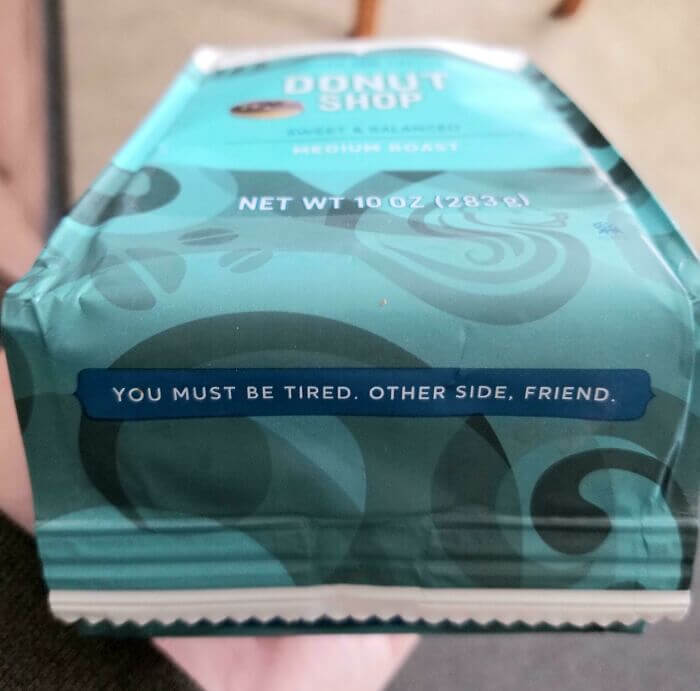 DONUT
SHOP
SWEET & BALANCED
MEDIUM ROAST
NET WT 10 OZ (283 g)
YOU MUST BE TIRED. OTHER SIDE, FRIEND.